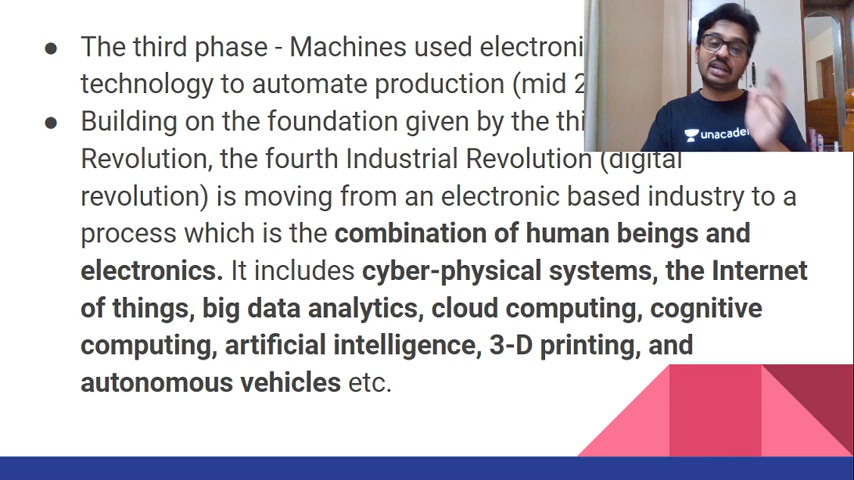 ● The third phase - Machines used electroni
technology to automate production (mid 2
● Building on the foundation given by the thi
Revolution, the fourth Industrial Revolution (digital
revolution) is moving from an electronic based industry to a
process which is the combination of human beings and
electronics. It includes cyber-physical systems, the Internet
of things, big data analytics, cloud computing, cognitive
computing, artificial intelligence, 3-D printing, and
autonomous vehicles etc.
unacade